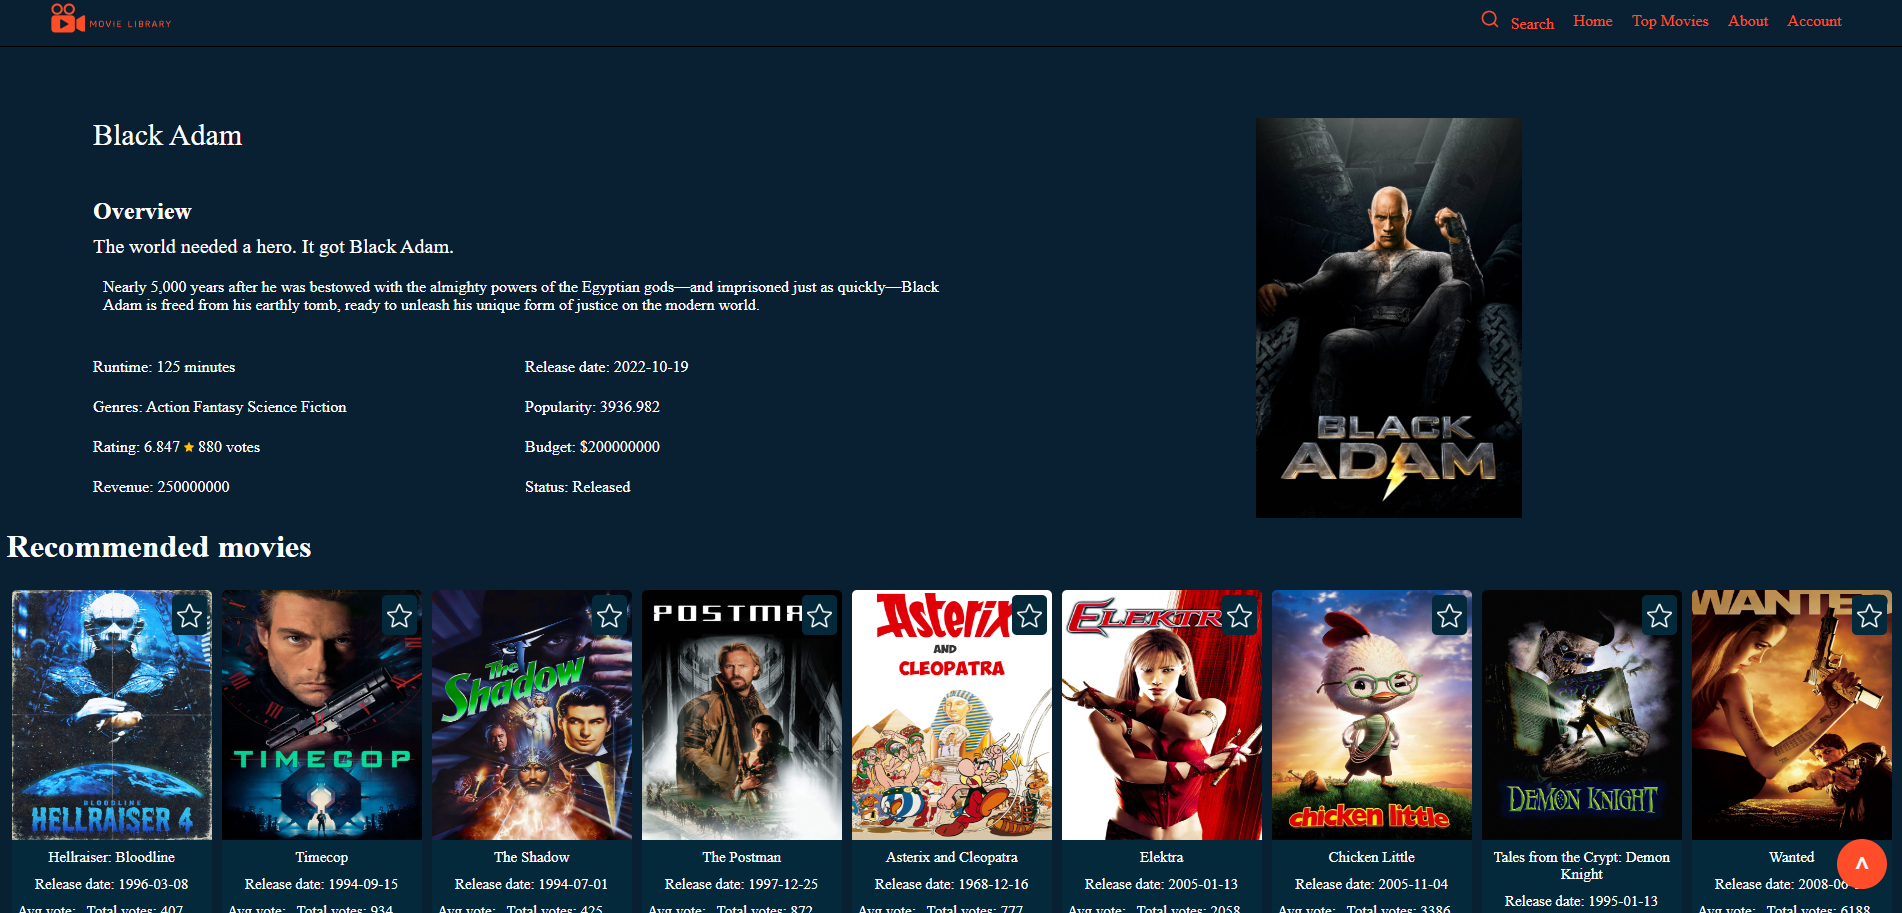 MOVIE LIBRARY
Search Home Top Movies About Account
Black Adam
Overview
The world needed a hero. It got Black Adam.
Nearly 5,000 years after he was bestowed with the almighty powers of the Egyptian gods—and imprisoned just as quickly—Black
Adam is freed from his earthly tomb, ready to unleash his unique form of justice on the modern world.
Runtime: 125 minutes Release date: 2022-10-19
Genres: Action Fantasy Science Fiction Popularity: 3936.982
Rating: 6.847 ★ 880 votes Budget: $200000000
Revenue: 250000000 Status: Released
BLACK
ADAM
Recommended movies
BLOODLINE
HELLRAISER 4
TIMECOP
The
Shadow
POSTMA
Asterix
AND
CLEOPATRA
ELEKTR
chicken little
DEMON KNIGHT
WANTE
Hellraiser: Bloodline
Release date: 1996-03-08
Avg vote: Total votes: 407
Timecop
Release date: 1994-09-15
Avg vote: Total votes: 934
The Shadow
Release date: 1994-07-01
Avg vote: Total votes: 425
The Postman
Release date: 1997-12-25
Avg vote: Total votes: 872
Asterix and Cleopatra
Release date: 1968-12-16
Avg vote: Total votes: 777
Elektra
Release date: 2005-01-13
Avg vote: Total votes: 2058
Chicken Little
Release date: 2005-11-04
Avg vote: Total votes: 3386
Tales from the Crypt: Demon
Knight
Release date: 1995-01-13
Wanted
Release date: 2008-06
Avg vote: Total votes: 6188
^